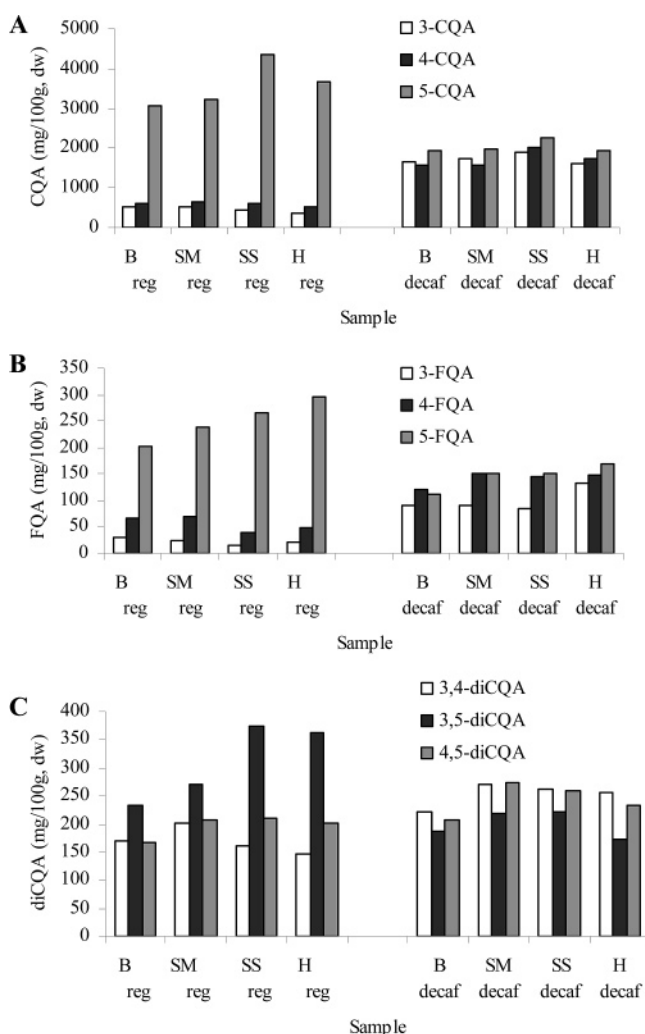 A
CQA (mg/100g, dw)
5000
4000
3000
2000
1000
0
3-CQA
4-CQA
5-CQA
B SM SS H B SM SS H
reg reg reg reg decaf decaf decaf decaf
Sample
B
FQA (mg/100g, dw)
350
300
250
200
150
100
50
0
3-FQA
4-FQA
5-FQA
B SM SS H B SM SS H
reg reg reg reg decaf decaf decaf decaf
Sample
C
diCQA (mg/100g, dw)
400
350
300
250
200
150
100
50
0
3,4-diCQA
3,5-diCQA
4,5-diCQA
B SM SS H B SM SS H
reg reg reg reg decaf decaf decaf decaf
Sample